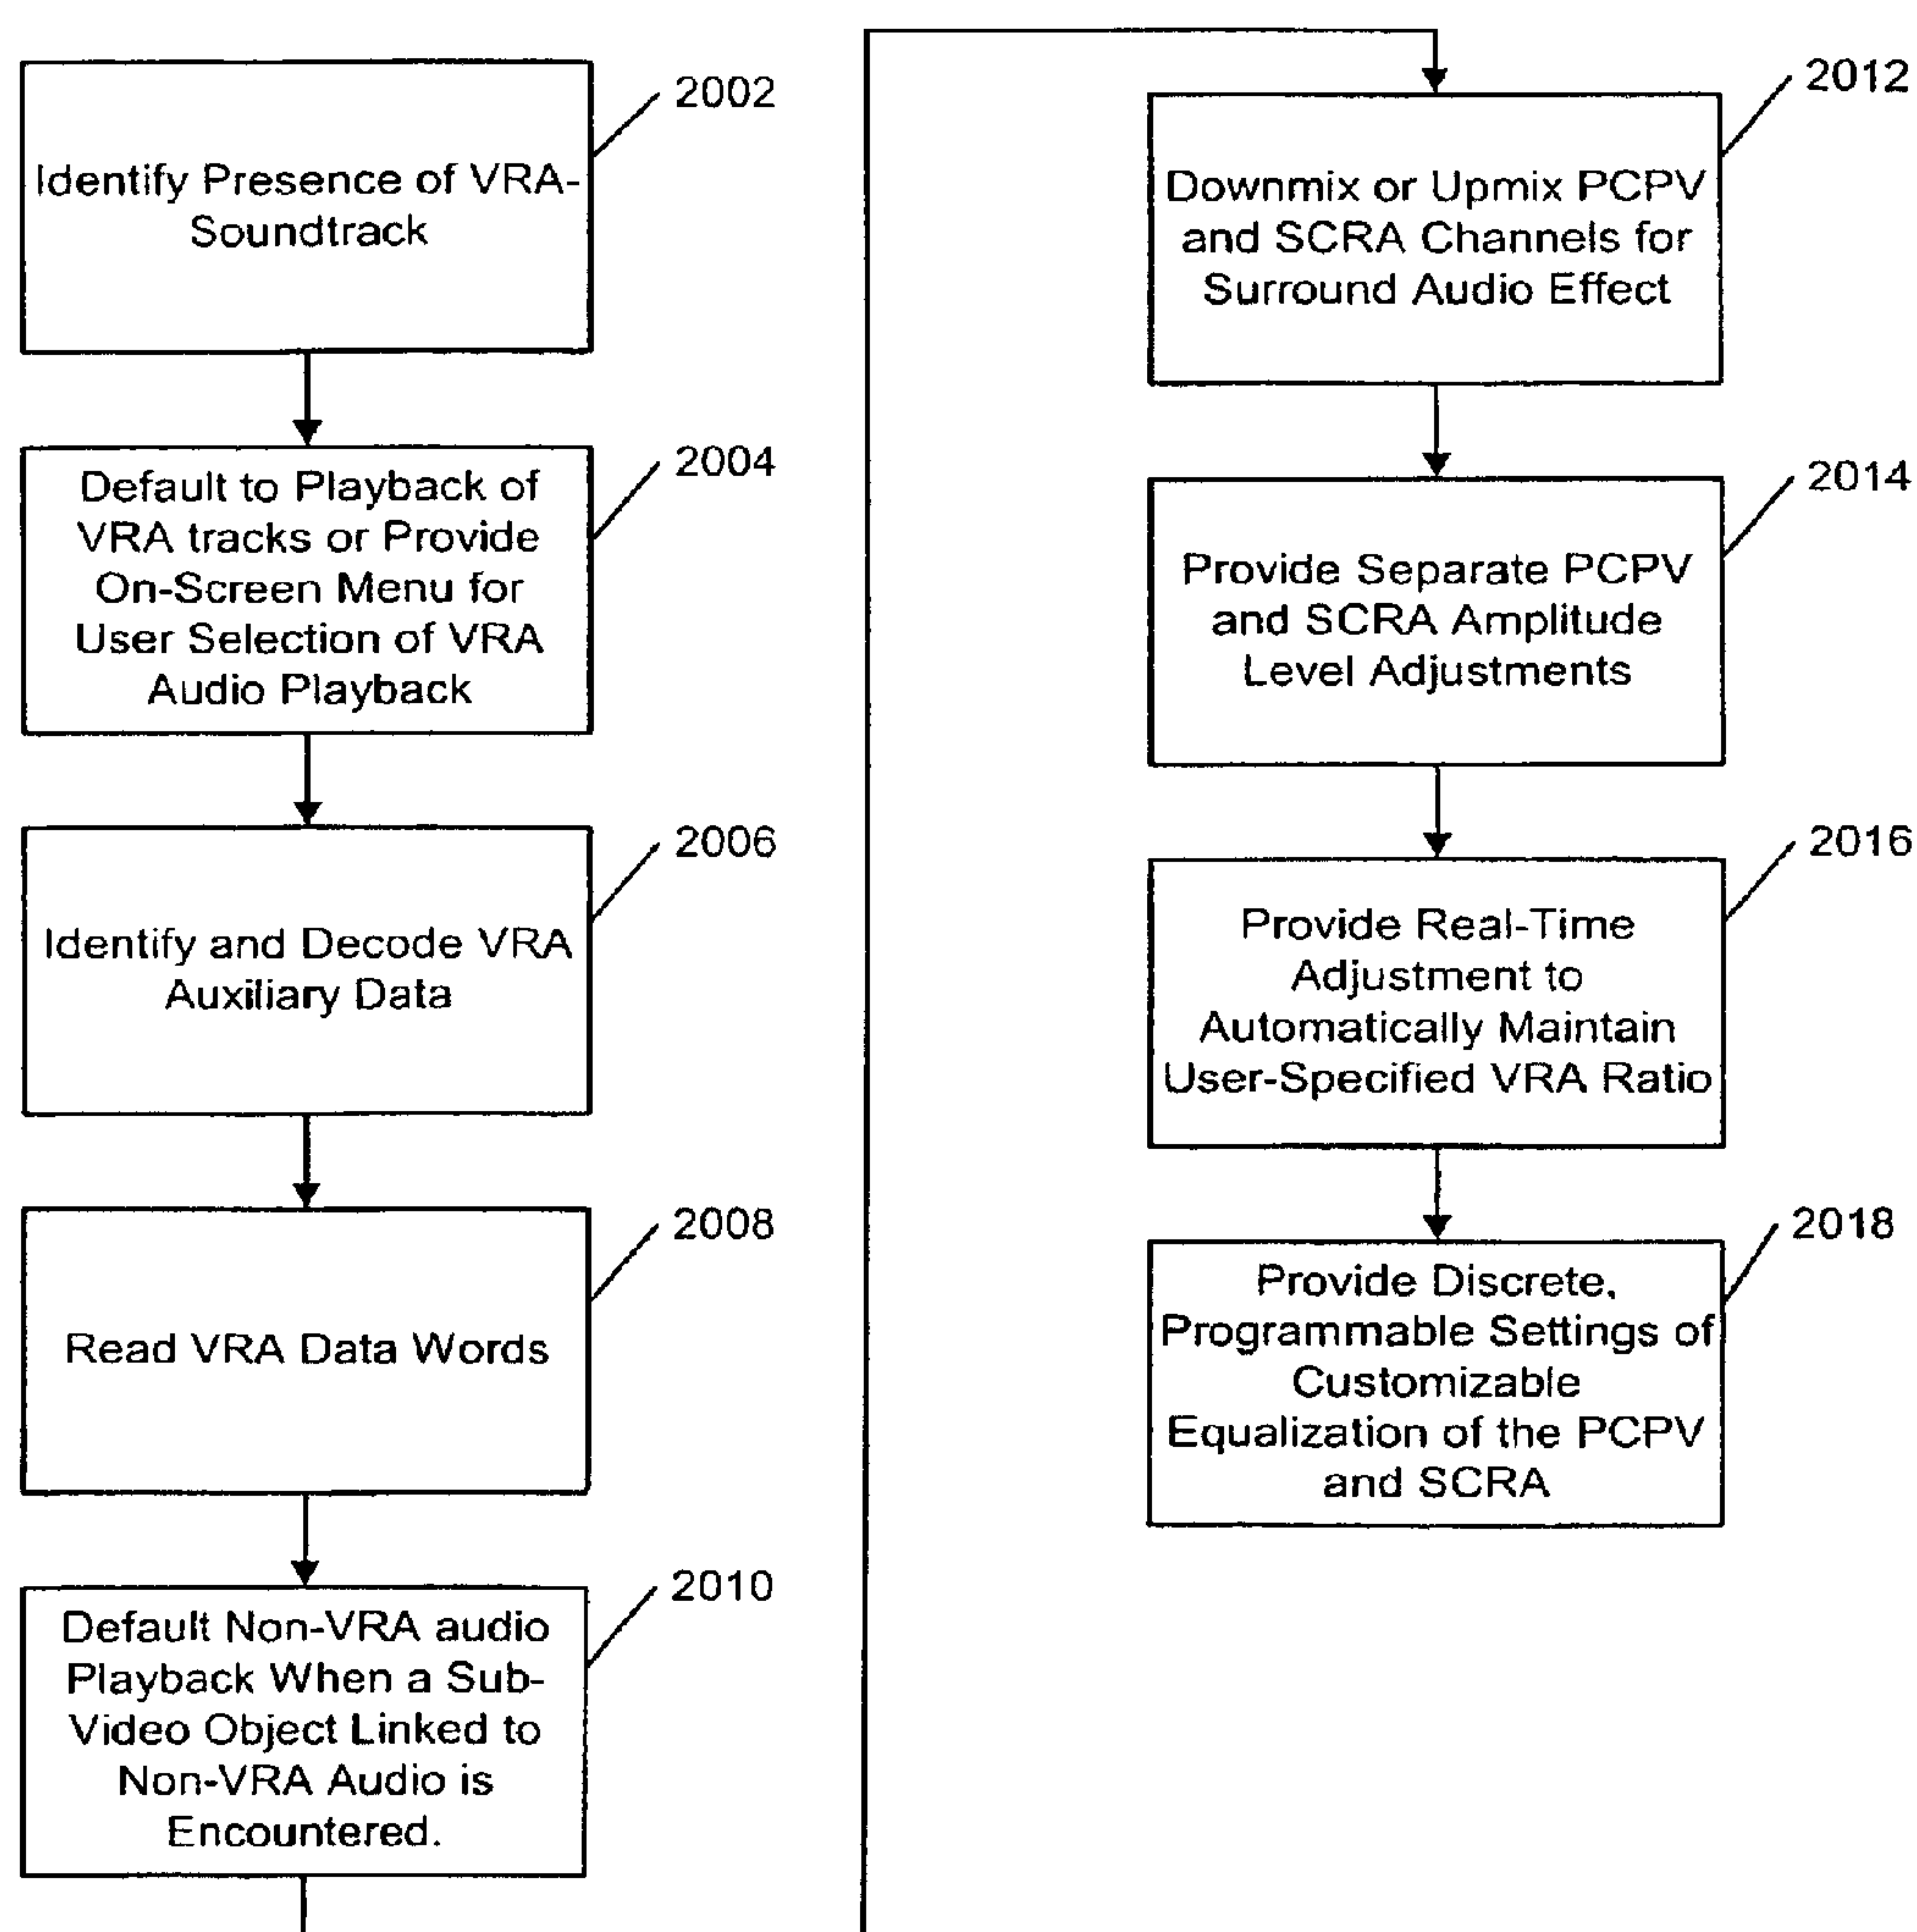 2002
Identify Presence of VRA-
Soundtrack
2004
Default to Playback of
VRA tracks or Provide
On-Screen Menu for
User Selection of VRA
Audio Playback
2006
Identify and Decode VRA
Auxiliary Data
2008
Read VRA Data Words
2010
Default Non-VRA audio
Playback When a Sub-
Video Object Linked to
Non-VRA Audio is
Encountered.
2012
Downmix or Upmix PCPV
and SCRA Channels for
Surround Audio Effect
2014
Provide Separate PCPV
and SCRA Amplitude
Level Adjustments
2016
Provide Real-Time
Adjustment to
Automatically Maintain
User-Specified VRA Ratio
2018
Provide Discrete,
Programmable Settings of
Customizable
Equalization of the PCPV
and SCRA